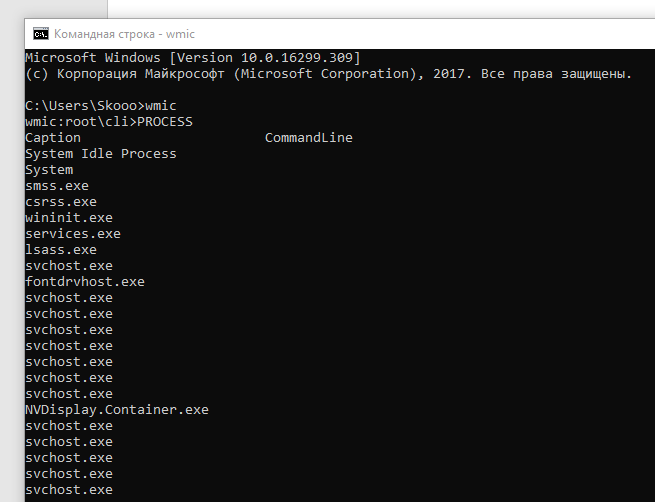 Командная строка - wmic
Microsoft Windows [Version 10.0.16299.309]
(c) Корпорация Майкрософт (Microsoft Corporation), 2017. Все права защищены.
C:\Users\Skooo>wmic
wmic:root\cli>PROCESS
Caption CommandLine
System Idle Process
System
smss.exe
csrss.exe
wininit.exe
services.exe
lsass.exe
svchost.exe
fontdrvhost.exe
svchost.exe
svchost.exe
svchost.exe
svchost.exe
svchost.exe
svchost.exe
svchost.exe
NVDisplay.Container.exe
svchost.exe
svchost.exe
svchost.exe
svchost.exe
svchost.exe